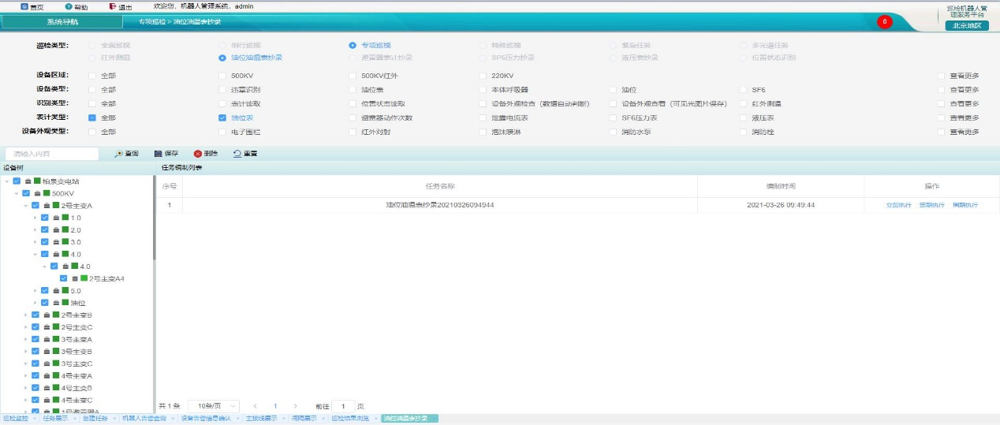 首页 帮助 退出 欢迎您, 机器人管理系统, admin
巡检机器人管理服务平台
北京地区
系统导航 专项巡检 > 油位油温表抄录 0
巡检类型: 全面巡视 例行巡视 专项巡视 特殊巡视 紧急任务 多光谱任务
红外测温 油位油温表抄录 避雷器表计抄录 SF6压力抄录 液压表抄录 位置状态识别
设备区域: 全部 500KV 500KV红外 220KV 查看更多
设备类型: 全部 违章识别 油位表 本体呼吸器 油位 SF6 查看更多
识别类型: 全部 表计读取 位置状态读取 设备外观检查 (数据自动判断) 设备外观查看 (可见光图片保存) 红外测温 查看更多
表计类型: 全部 油位表 避雷器动作次数 泄露电流表 SF6压力表 液压表 查看更多
设备外观类型: 全部 电子围栏 红外对射 泡沫喷淋 消防水泵 消防栓 查看更多
请输入内容 查询 保存 删除 重置
设备树 任务编制列表
序号 任务名称 编制时间 操作
1 油位油温表抄录20210326094944 2021-03-26 09:49:44 立即执行 定期执行 周期执行
柏泉变电站
500KV
2号主变A
1.0
2.0
3.0
4.0
4.0
2号主变A4
5.0
油位
2号主变B
2号主变C
3号主变A
3号主变B
3号主变C
4号主变A
4号主变B
4号主变C
1号避雷器A
共 1 条 10条/页 < 1 > 前往 1 页
巡检监控 × 任务展示 × 创建任务 × 机器人告警查询 × 设备告警信息确认 × 主接线展示 × 间隔展示 × 巡检结果浏览 × 油位油温表抄录 ×